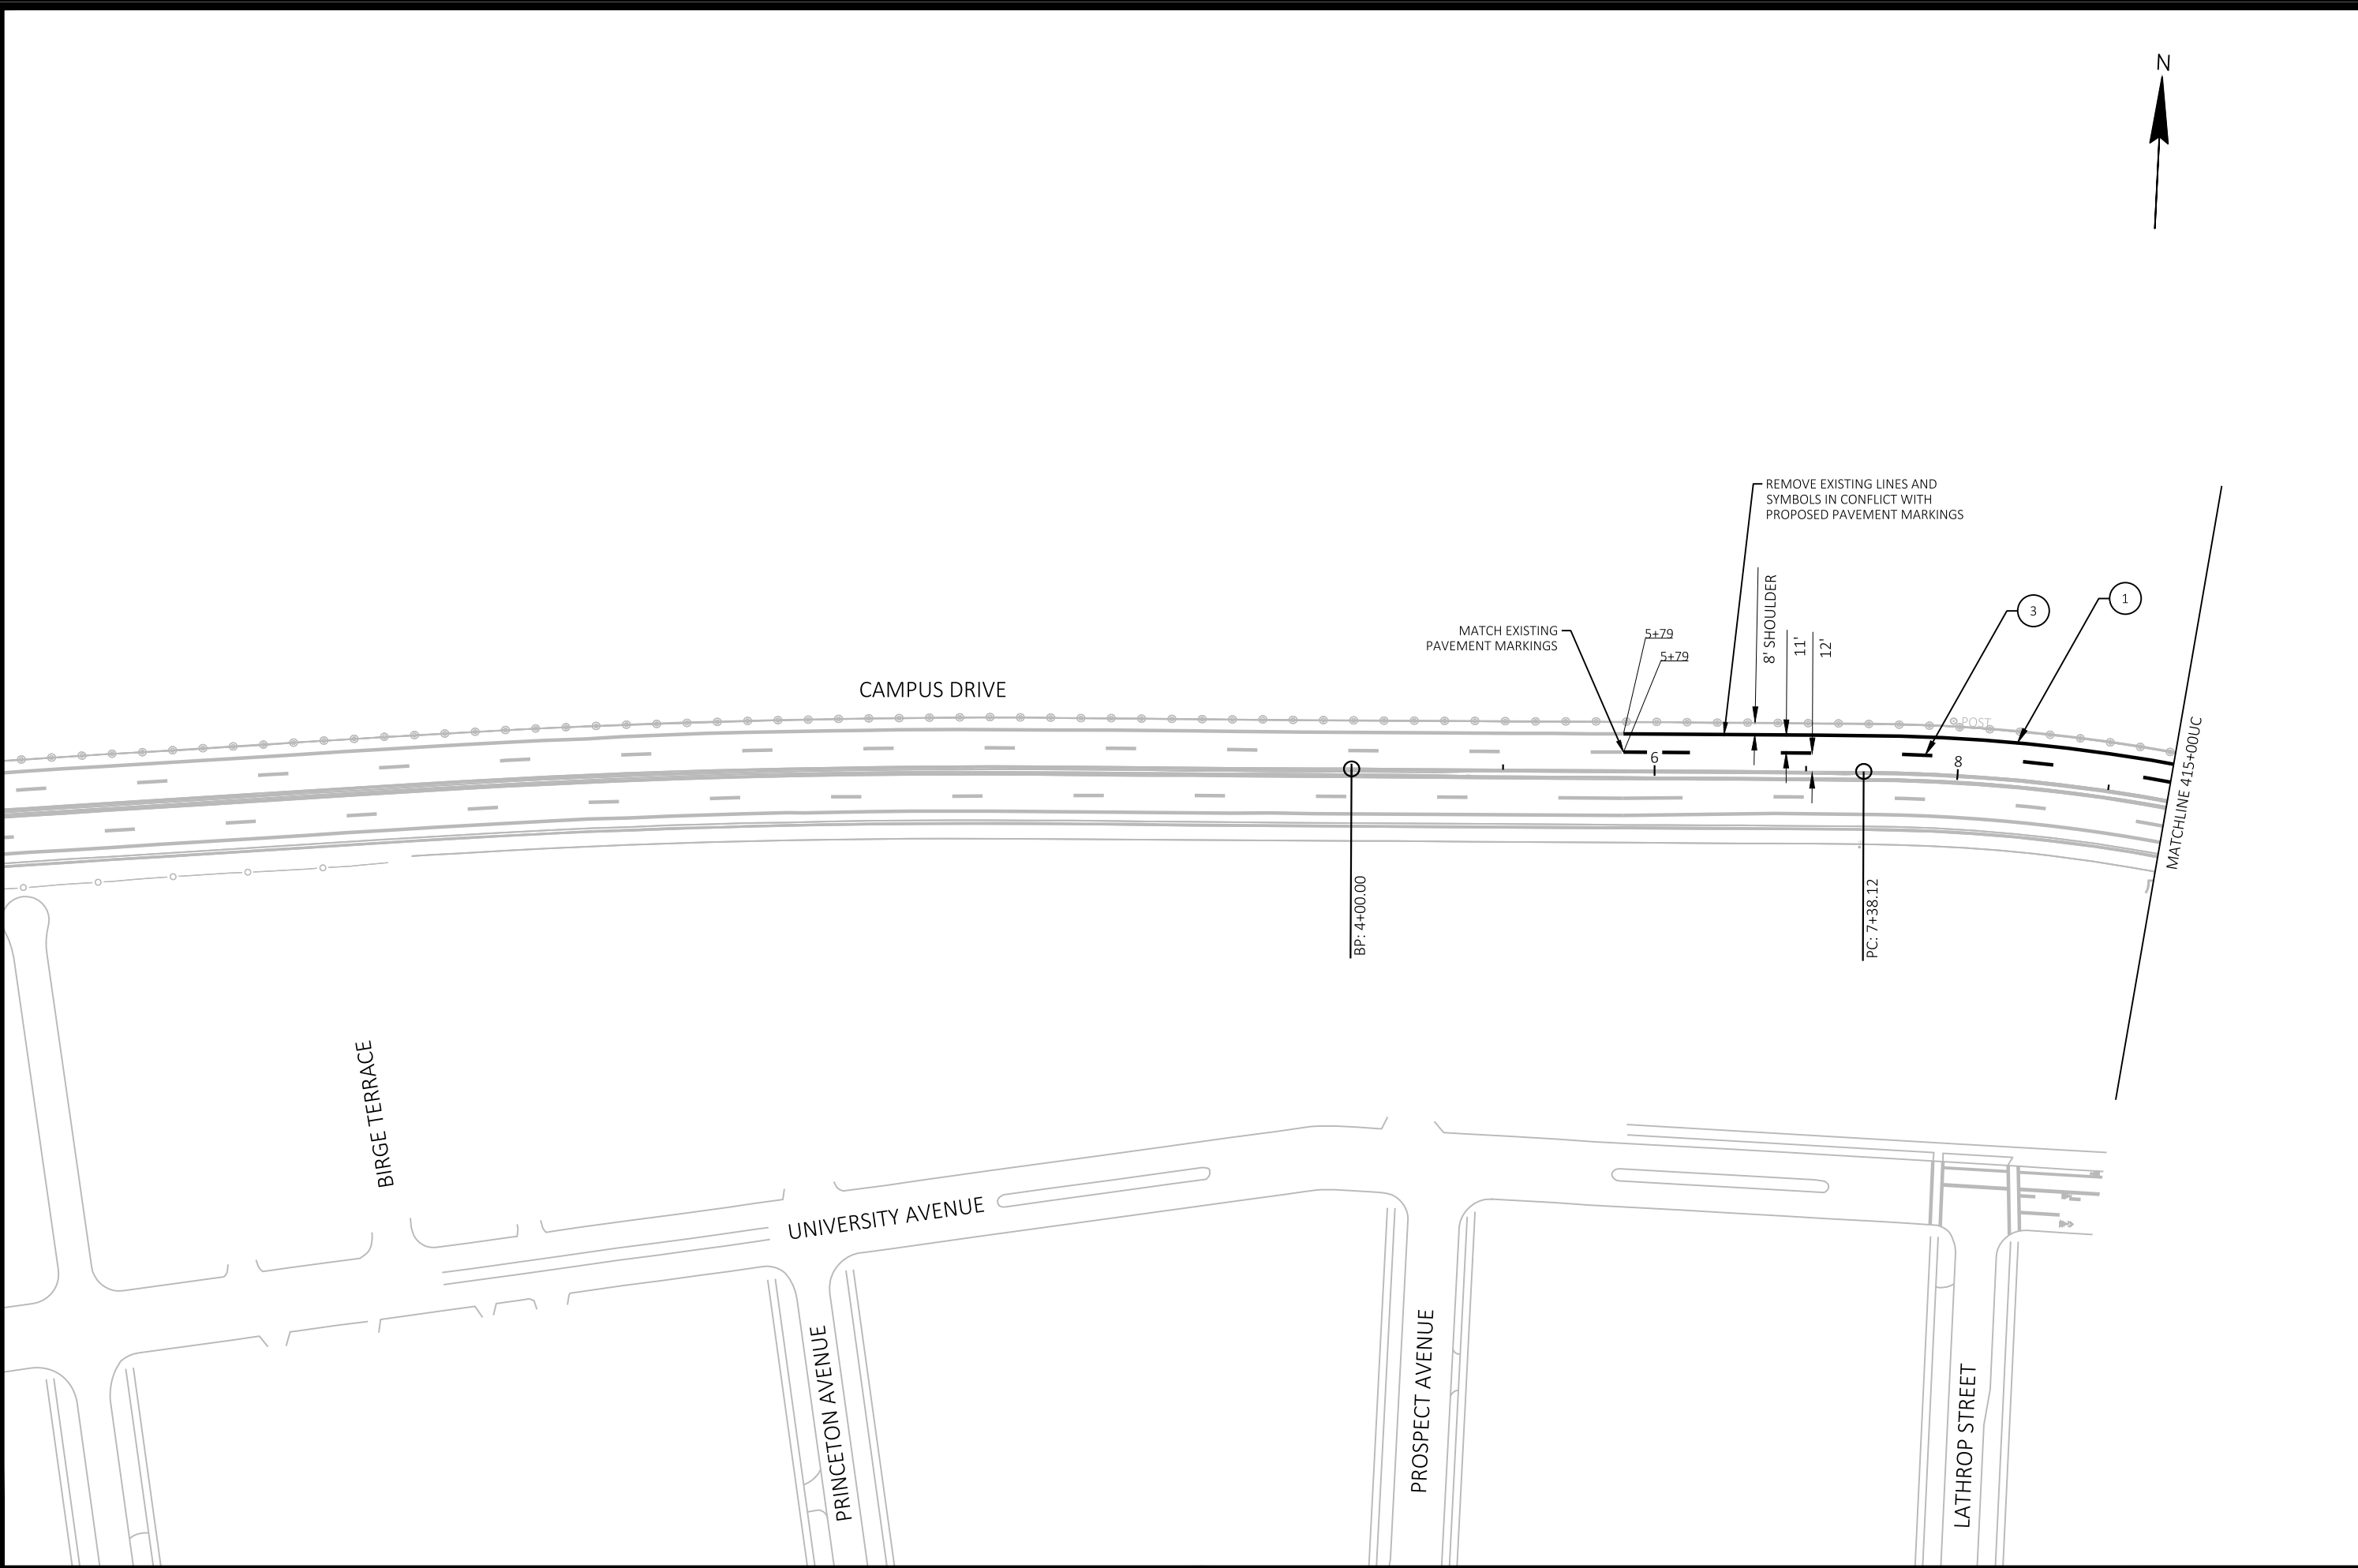 N
REMOVE EXISTING LINES AND
SYMBOLS IN CONFLICT WITH
PROPOSED PAVEMENT MARKINGS
8' SHOULDER
11'
12'
3
1
MATCH EXISTING
PAVEMENT MARKINGS
5+79
5+79
CAMPUS DRIVE
POST
6
8
MATCHLINE 415+00UC
BP: 4+00.00
PC: 7+38.12
BIRGE TERRACE
UNIVERSITY AVENUE
PRINCETON AVENUE
PROSPECT AVENUE
LATHROP STREET